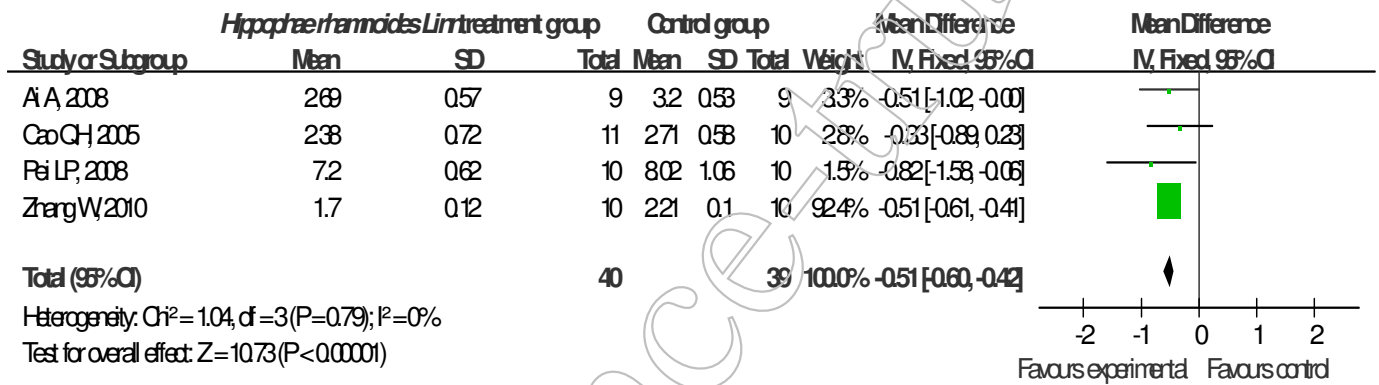 Hippophae rhamnoides Linn treatment group Control group Mean Difference Mean Difference
Study or Subgroup Mean SD Total Mean SD Total Weight IV, Fixed, 95% CI IV, Fixed, 95% CI
Ai A, 2008 2.69 0.57 9 3.2 0.53 9 3.3% -0.51 [-1.02, -0.00]
Cao QH, 2005 2.38 0.72 11 2.71 0.58 10 2.8% -0.33 [-0.89, 0.23]
Pei LP, 2008 7.2 0.62 10 8.02 1.06 10 1.5% -0.82 [-1.58, -0.06]
Zhang W, 2010 1.7 0.12 10 2.21 0.1 10 92.4% -0.51 [-0.61, -0.41]
Total (95% CI) 40 39 100.0% -0.51 [-0.60, -0.42]
Heterogeneity: Chi² = 1.04, df = 3 (P = 0.79); I² = 0%
Test for overall effect: Z = 10.73 (P < 0.00001)
-2 -1 0 1 2
Favours experimental Favours control